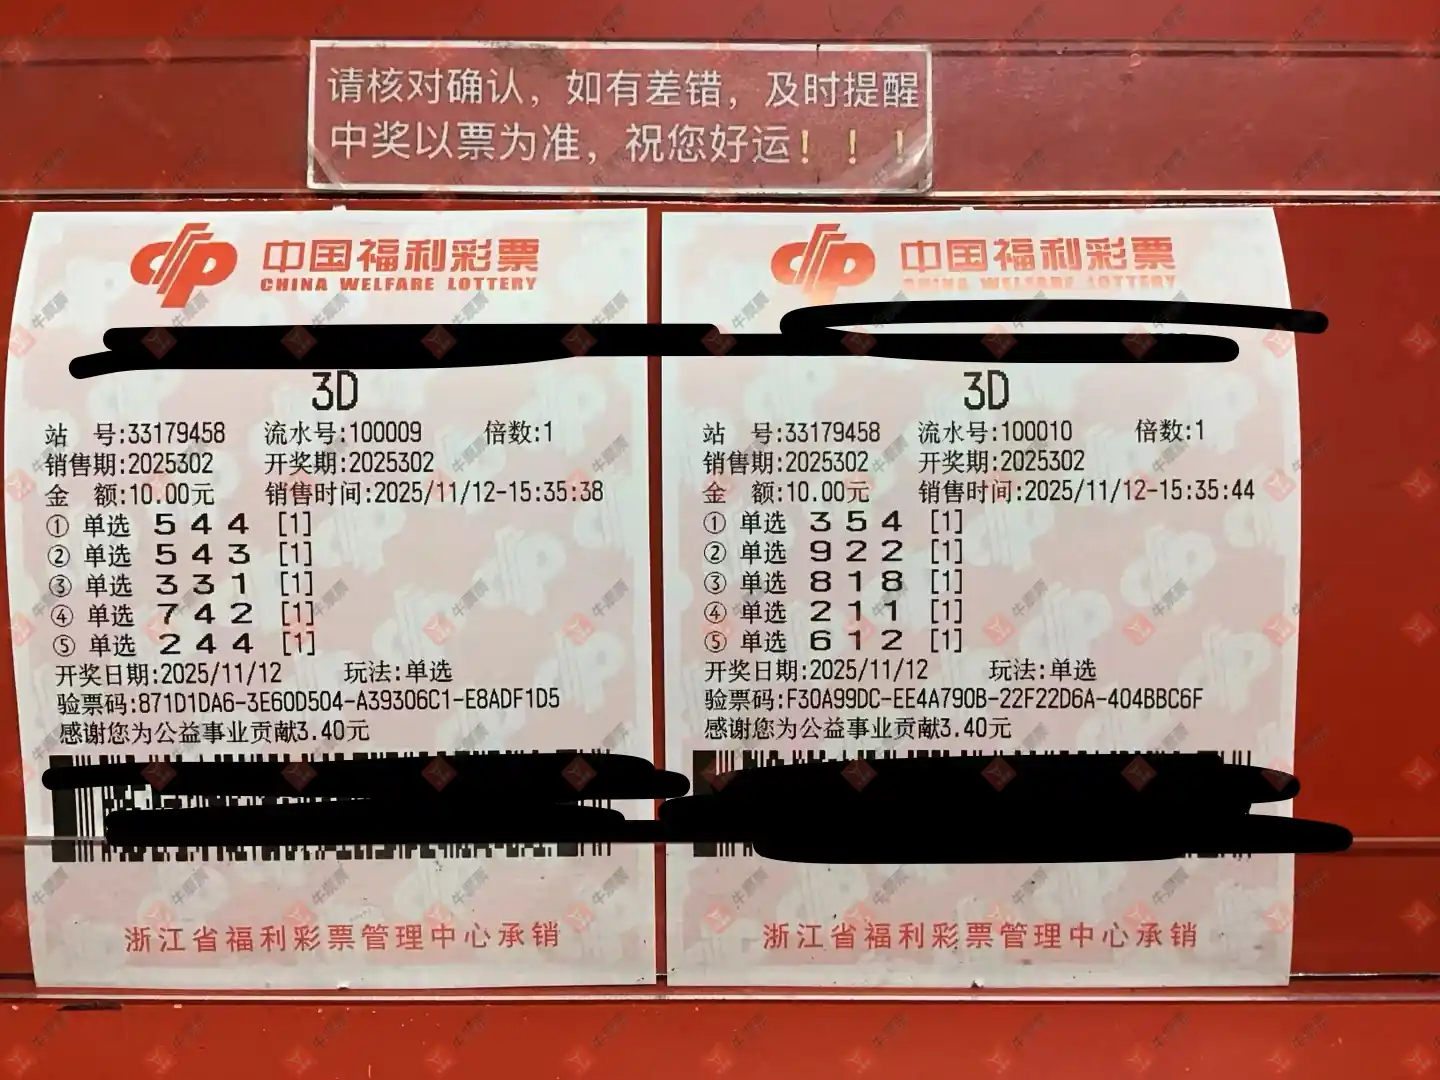 请核对确认，如有差错，及时提醒
中奖以票为准，祝您好运！！！
中国福利彩票
CHINA WELFARE LOTTERY
3D
站 号:33179458 流水号:100009 倍数:1
销售期:2025302 开奖期:2025302
金 额:10.00元 销售时间:2025/11/12-15:35:38
① 单选 5 4 4 [1]
② 单选 5 4 3 [1]
③ 单选 3 3 1 [1]
④ 单选 7 4 2 [1]
⑤ 单选 2 4 4 [1]
开奖日期:2025/11/12 玩法:单选
验票码:871D1DA6-3E60D504-A39306C1-E8ADF1D5
感谢您为公益事业贡献3.40元
浙江省福利彩票管理中心承销
中国福利彩票
CHINA WELFARE LOTTERY
3D
站 号:33179458 流水号:100010 倍数:1
销售期:2025302 开奖期:2025302
金 额:10.00元 销售时间:2025/11/12-15:35:44
① 单选 3 5 4 [1]
② 单选 9 2 2 [1]
③ 单选 8 1 8 [1]
④ 单选 2 1 1 [1]
⑤ 单选 6 1 2 [1]
开奖日期:2025/11/12 玩法:单选
验票码:F30A99DC-EE4A790B-22F22D6A-404BBC6F
感谢您为公益事业贡献3.40元
浙江省福利彩票管理中心承销